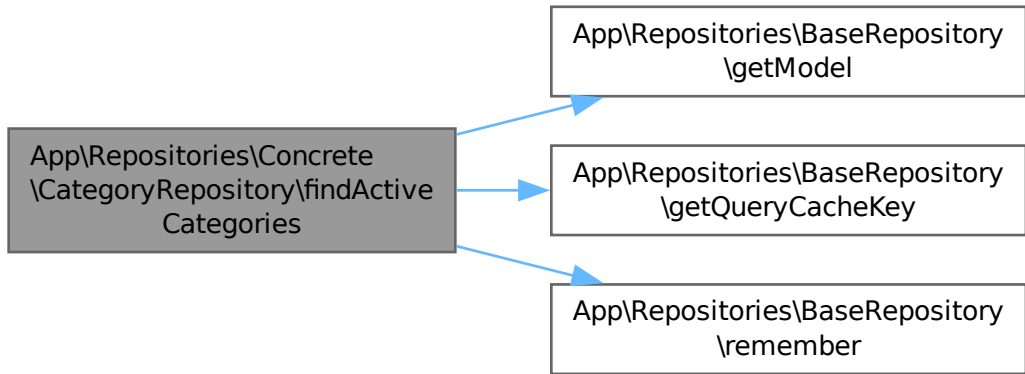 App\Repositories\Concrete
\CategoryRepository\findActive
Categories
App\Repositories\BaseRepository
\getModel
App\Repositories\BaseRepository
\getQueryCacheKey
App\Repositories\BaseRepository
\remember